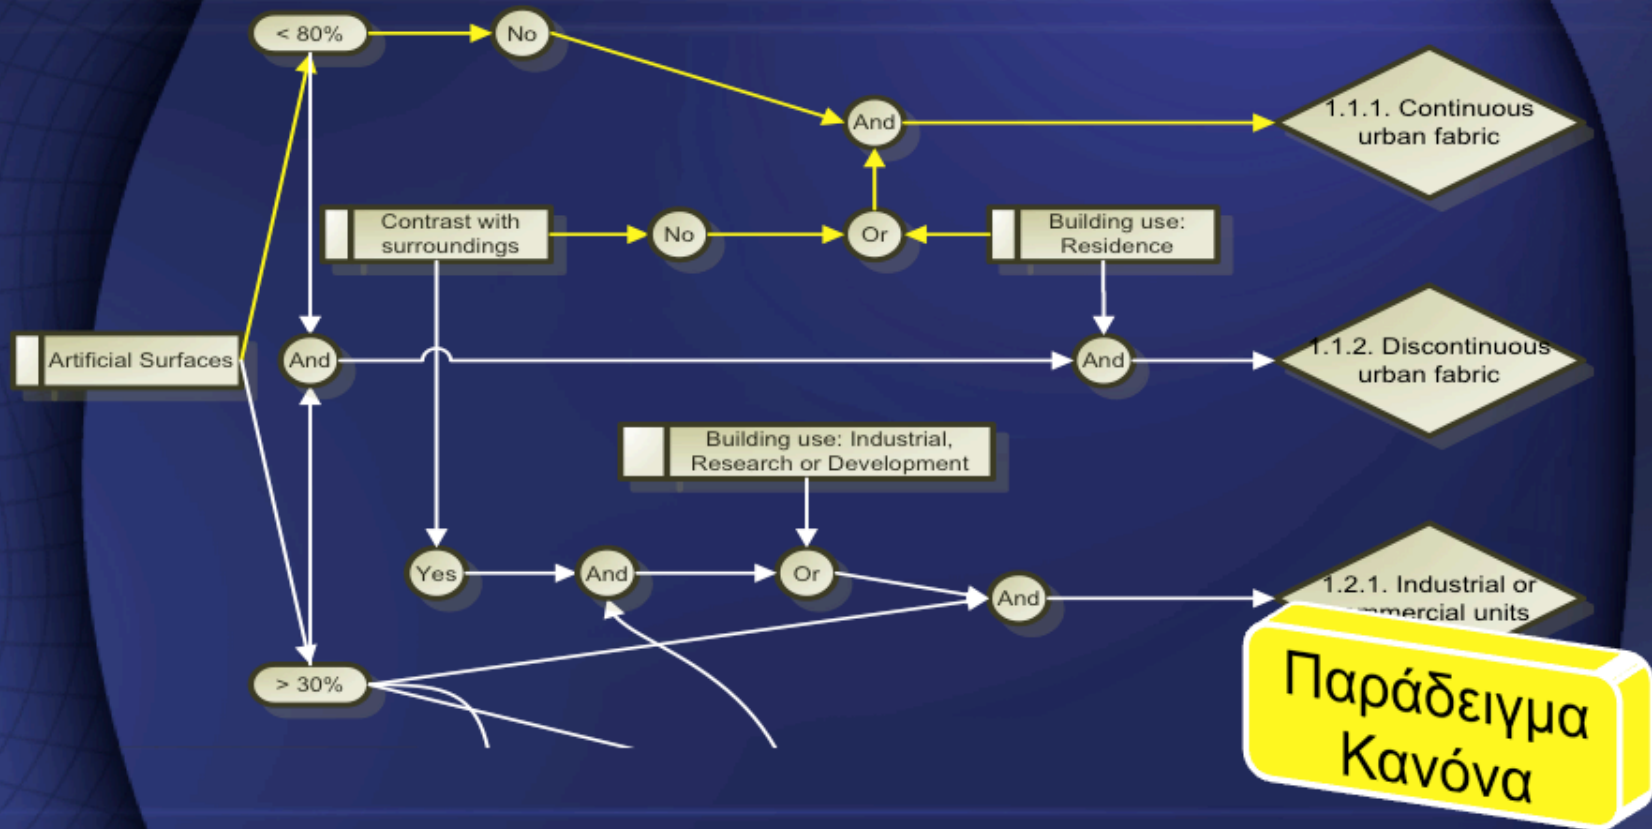 < 80%
No
And
1.1.1. Continuous
urban fabric
Contrast with
surroundings
No
Or
Building use:
Residence
Artificial Surfaces
And
And
1.1.2. Discontinuous
urban fabric
Building use: Industrial,
Research or Development
Yes
And
Or
And
1.2.1. Industrial or
mmercial units
> 30%
Παράδειγμα
Κανόνα